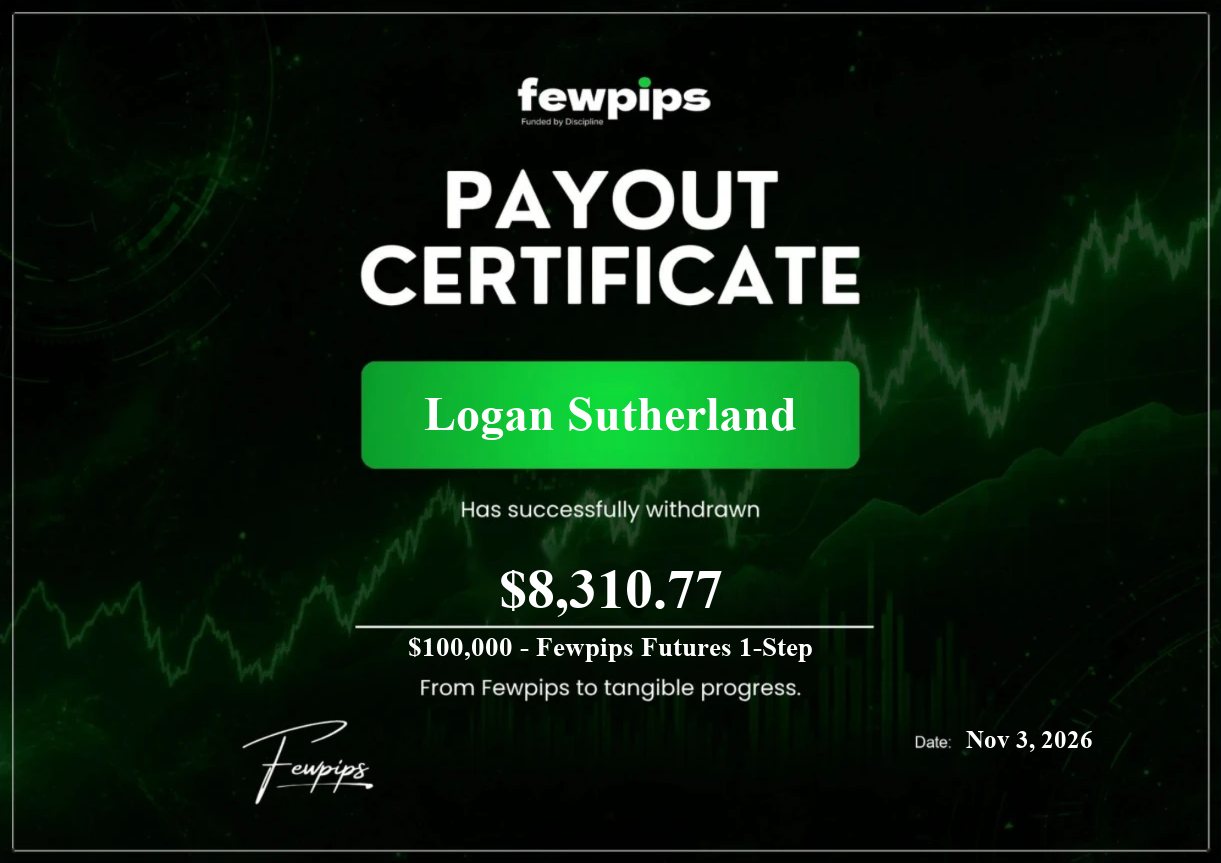 fewpips
Funded by Discipline
PAYOUT
CERTIFICATE
Logan Sutherland
Has successfully withdrawn
$8,310.77
$100,000 - Fewpips Futures 1-Step
From Fewpips to tangible progress.
Fewpips
Date: Nov 3, 2026